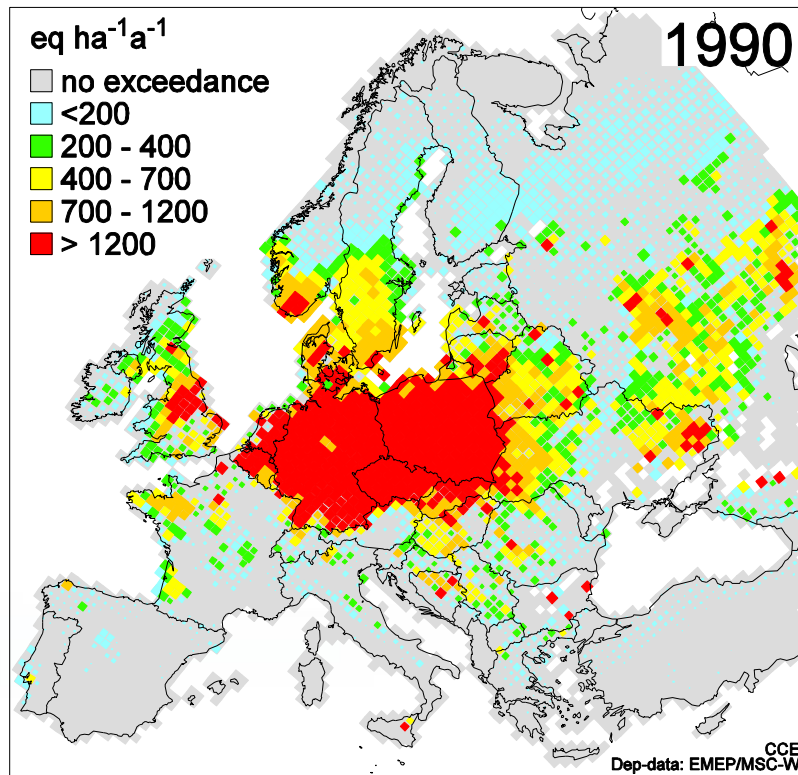 eq ha⁻¹a⁻¹
1990
no exceedance
<200
200 - 400
400 - 700
700 - 1200
> 1200
CCE
Dep-data: EMEP/MSC-W